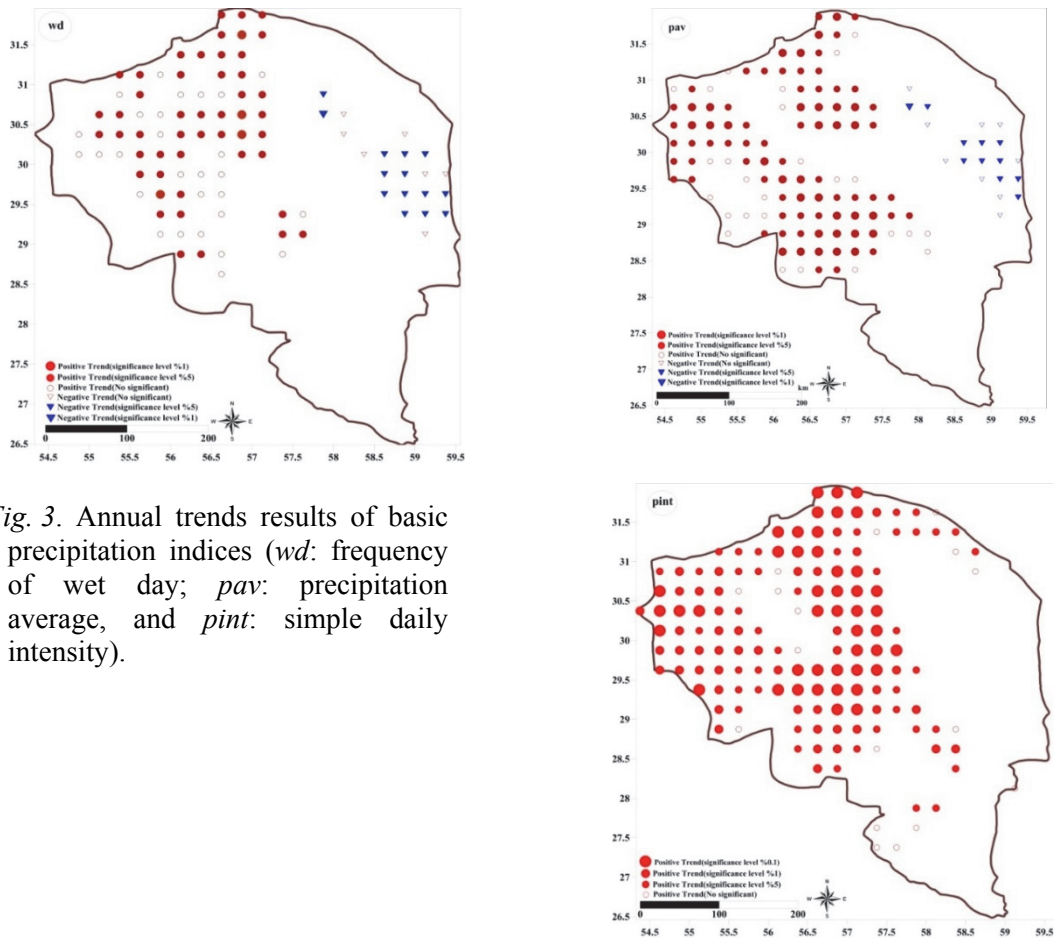 wd
31.5
31
30.5
30
29.5
29
28.5
28
27.5
27
26.5
Positive Trend(significance level %1)
Positive Trend(significance level %5)
Positive Trend(No significant)
Negative Trend(No significant)
Negative Trend(significance level %5)
Negative Trend(significance level %1)
0 100 200
N
W E
S
54.5 55 55.5 56 56.5 57 57.5 58 58.5 59 59.5
pav
31.5
31
30.5
30
29.5
29
28.5
28
27.5
27
26.5
Positive Trend(significance level %1)
Positive Trend(significance level %5)
Positive Trend(No significant)
Negative Trend(No significant)
Negative Trend(significance level %5)
Negative Trend(significance level %1)
km
0 100 200
N
W E
S
54.5 55 55.5 56 56.5 57 57.5 58 58.5 59 59.5
ig. 3. Annual trends results of basic
precipitation indices (wd: frequency
of wet day; pav: precipitation
average, and pint: simple daily
intensity).
pint
31.5
31
30.5
30
29.5
29
28.5
28
27.5
27
26.5
Positive Trend(significance level %0.1)
Positive Trend(significance level %1)
Positive Trend(significance level %5)
Positive Trend(No significant)
0 100 200
N
W E
S
54.5 55 55.5 56 56.5 57 57.5 58 58.5 59 59.5